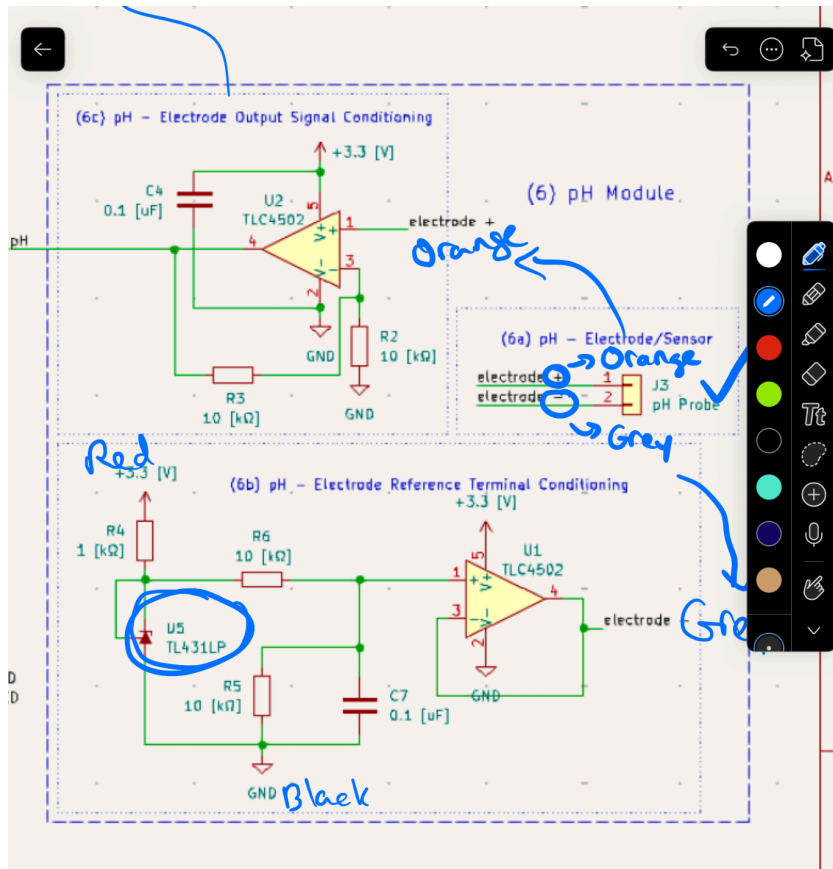 (6c) pH - Electrode Output Signal Conditioning
+3.3 [V]
C4
0.1 [uF]
U2
TLC4502
5
V+
+
1
electrode +
Orange
pH
4
-
3
V-
2
GND
R2
10 [kΩ]
GND
R3
10 [kΩ]
(6) pH Module
A
(6a) pH - Electrode/Sensor
Orange
electrode +
1
J3
electrode -
2
pH Probe
Grey
Red
+3.3 [V]
(6b) pH - Electrode Reference Terminal Conditioning
+3.3 [V]
R4
1 [kΩ]
R6
10 [kΩ]
U1
TLC4502
5
V+
+
1
4
-
3
V-
2
GND
electrode -
Gre
U5
TL431LP
R5
10 [kΩ]
C7
0.1 [uF]
D
ED
GND
Black
Tt